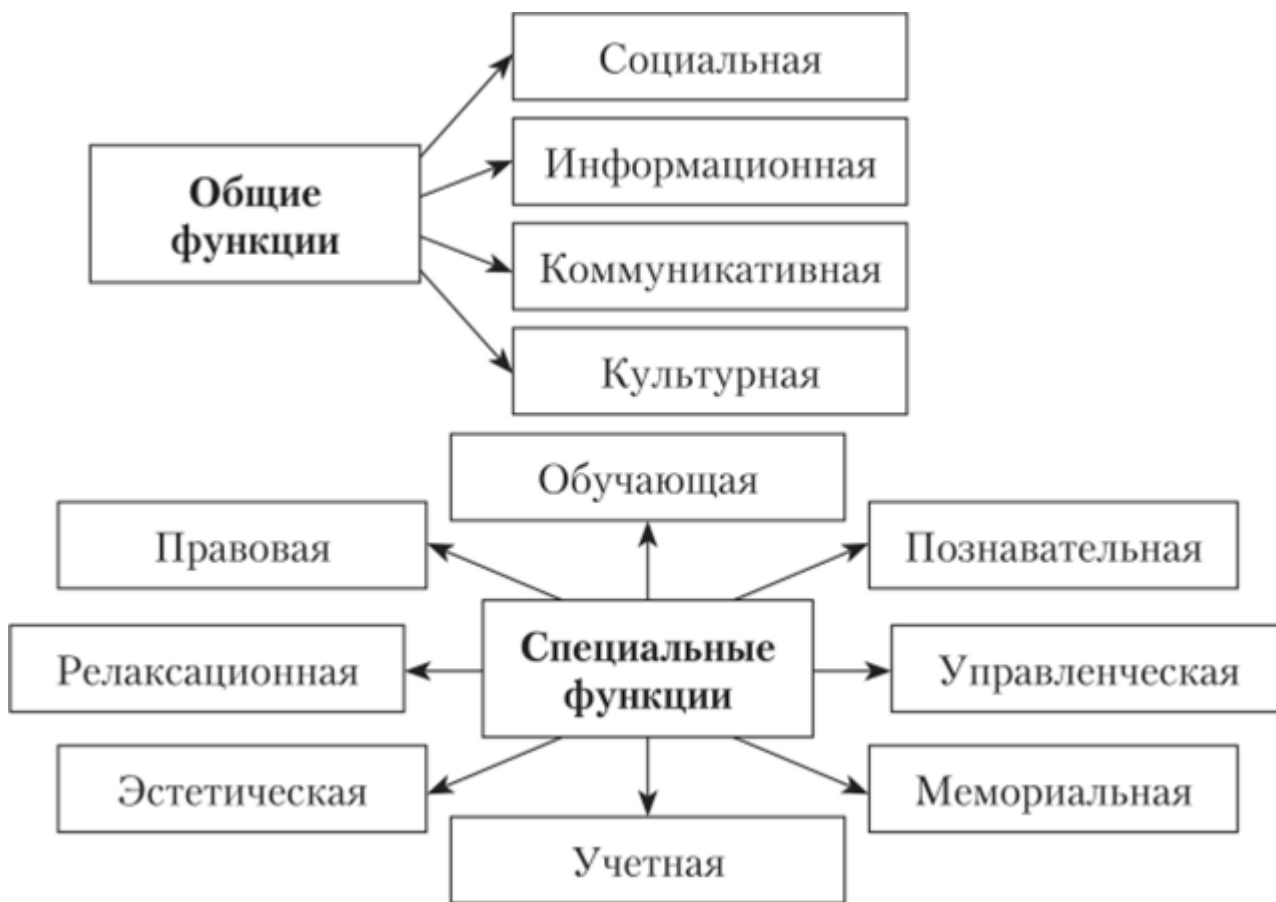 Социальная
Информационная
Общие
функции
Коммуникативная
Культурная
Обучающая
Правовая
Познавательная
Специальные
функции
Релаксационная
Управленческая
Эстетическая
Мемориальная
Учетная